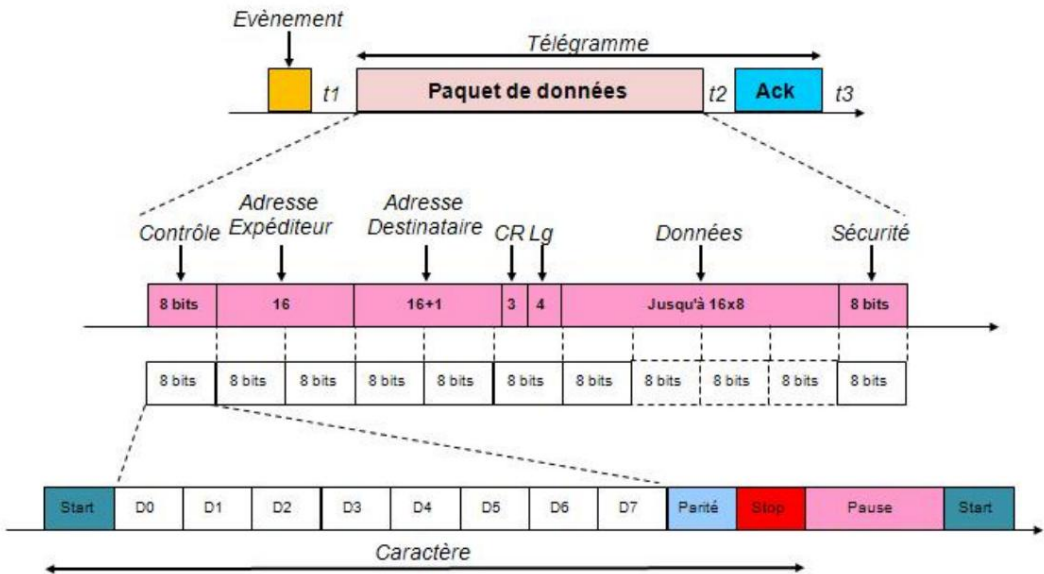 Evènement
Télégramme
t1 Paquet de données t2 Ack t3
Contrôle Adresse Expéditeur Adresse Destinataire CR Lg Données Sécurité
8 bits 16 16+1 3 4 Jusqu'à 16x8 8 bits
8 bits 8 bits 8 bits 8 bits 8 bits 8 bits 8 bits 8 bits 8 bits 8 bits 8 bits
Start D0 D1 D2 D3 D4 D5 D6 D7 Parité Stop Pause Start
Caractère